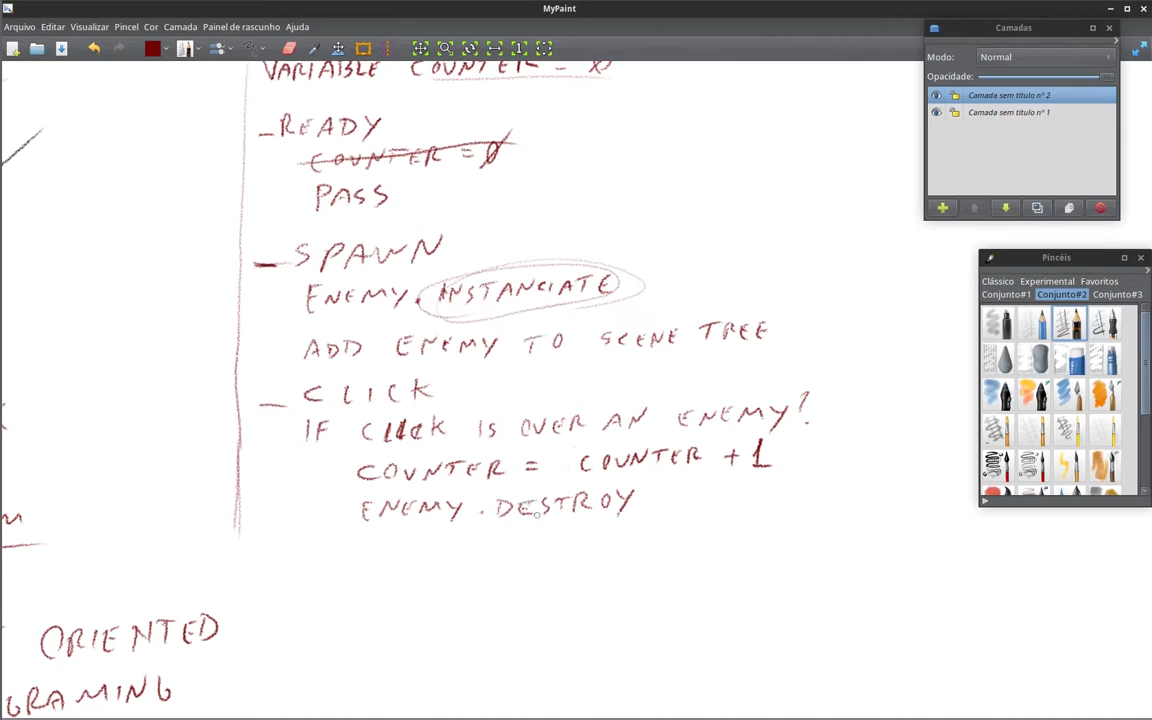 MyPaint
Arquivo Editar Visualizar Pincel Cor Camada Painel de rascunho Ajuda
VARIABLE COUNTER = 0
_READY
COUNTER = 0
PASS
_ SPAWN
ENEMY. INSTANCIATE
ADD ENEMY TO SCENE TREE
_ CLICK
IF CLICK IS OVER AN ENEMY?
COUNTER = COUNTER + 1
ENEMY . DESTROY
ORIENTED
GRAMING
Camadas
Modo: Normal
Opacidade:
Camada sem título nº 2
Camada sem título nº 1
Pincéis
Clássico Experimental Favoritos
Conjunto#1 Conjunto#2 Conjunto#3